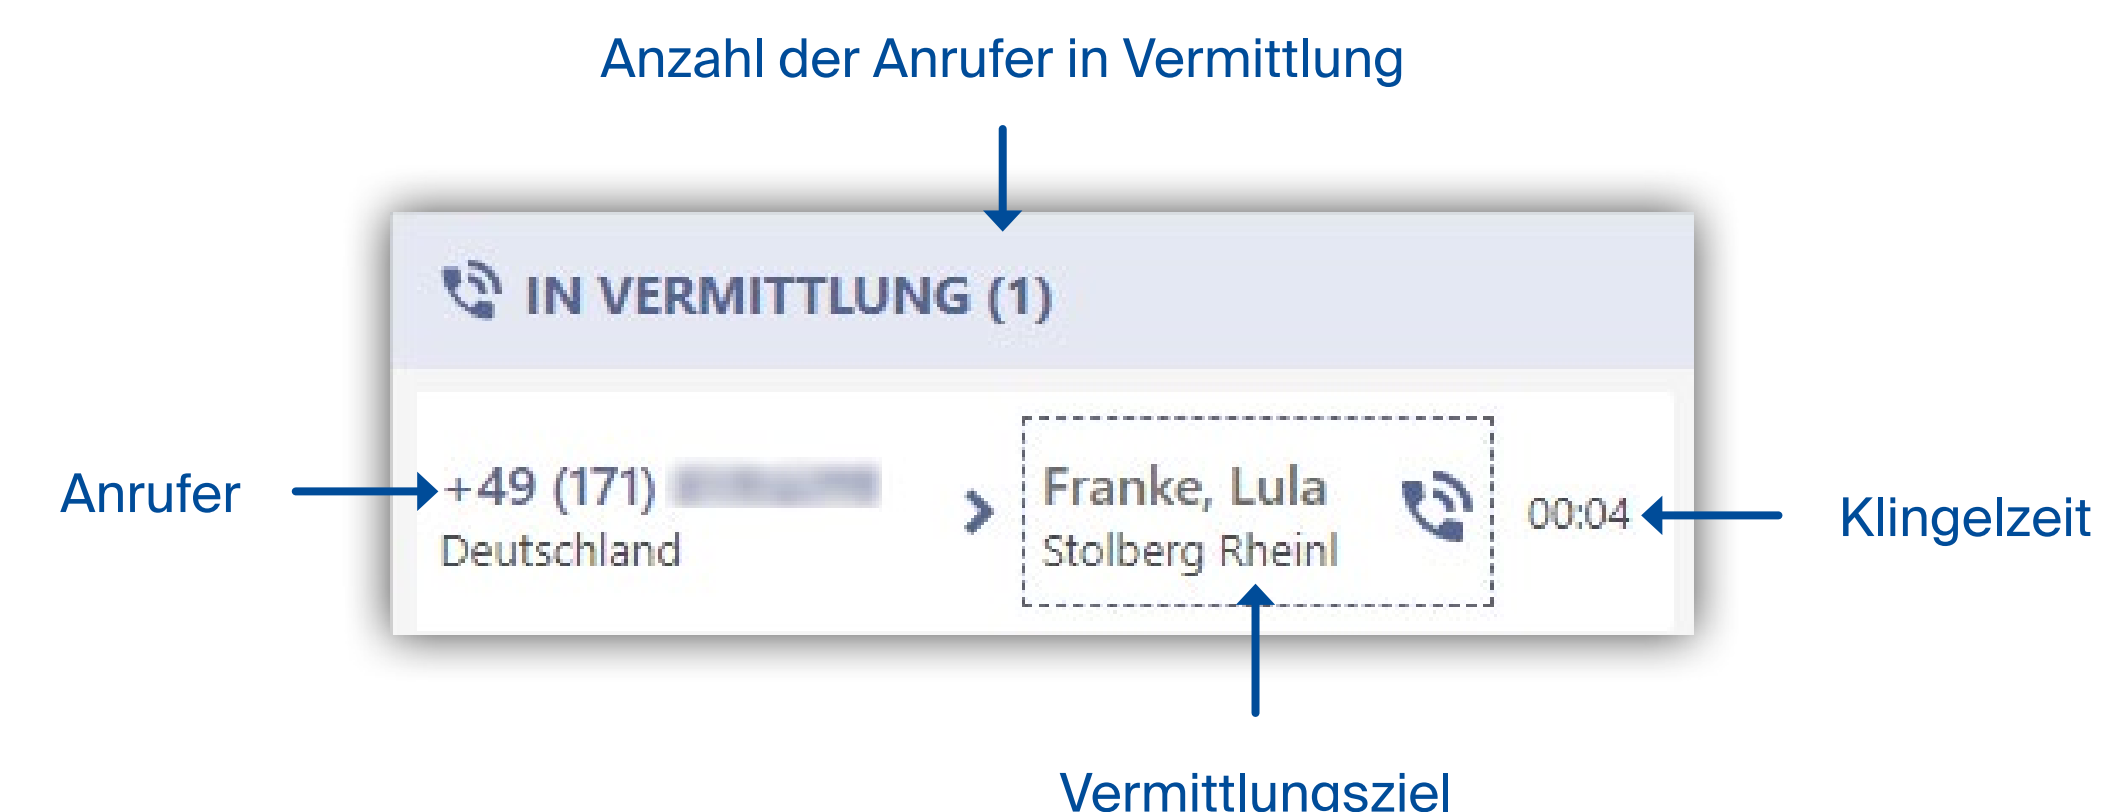 Anzahl der Anrufer in Vermittlung
IN VERMITTLUNG (1)
Anrufer
+49 (171)
Deutschland
Franke, Lula
Stolberg Rheinl
00:04
Klingelzeit
Vermittlungsziel